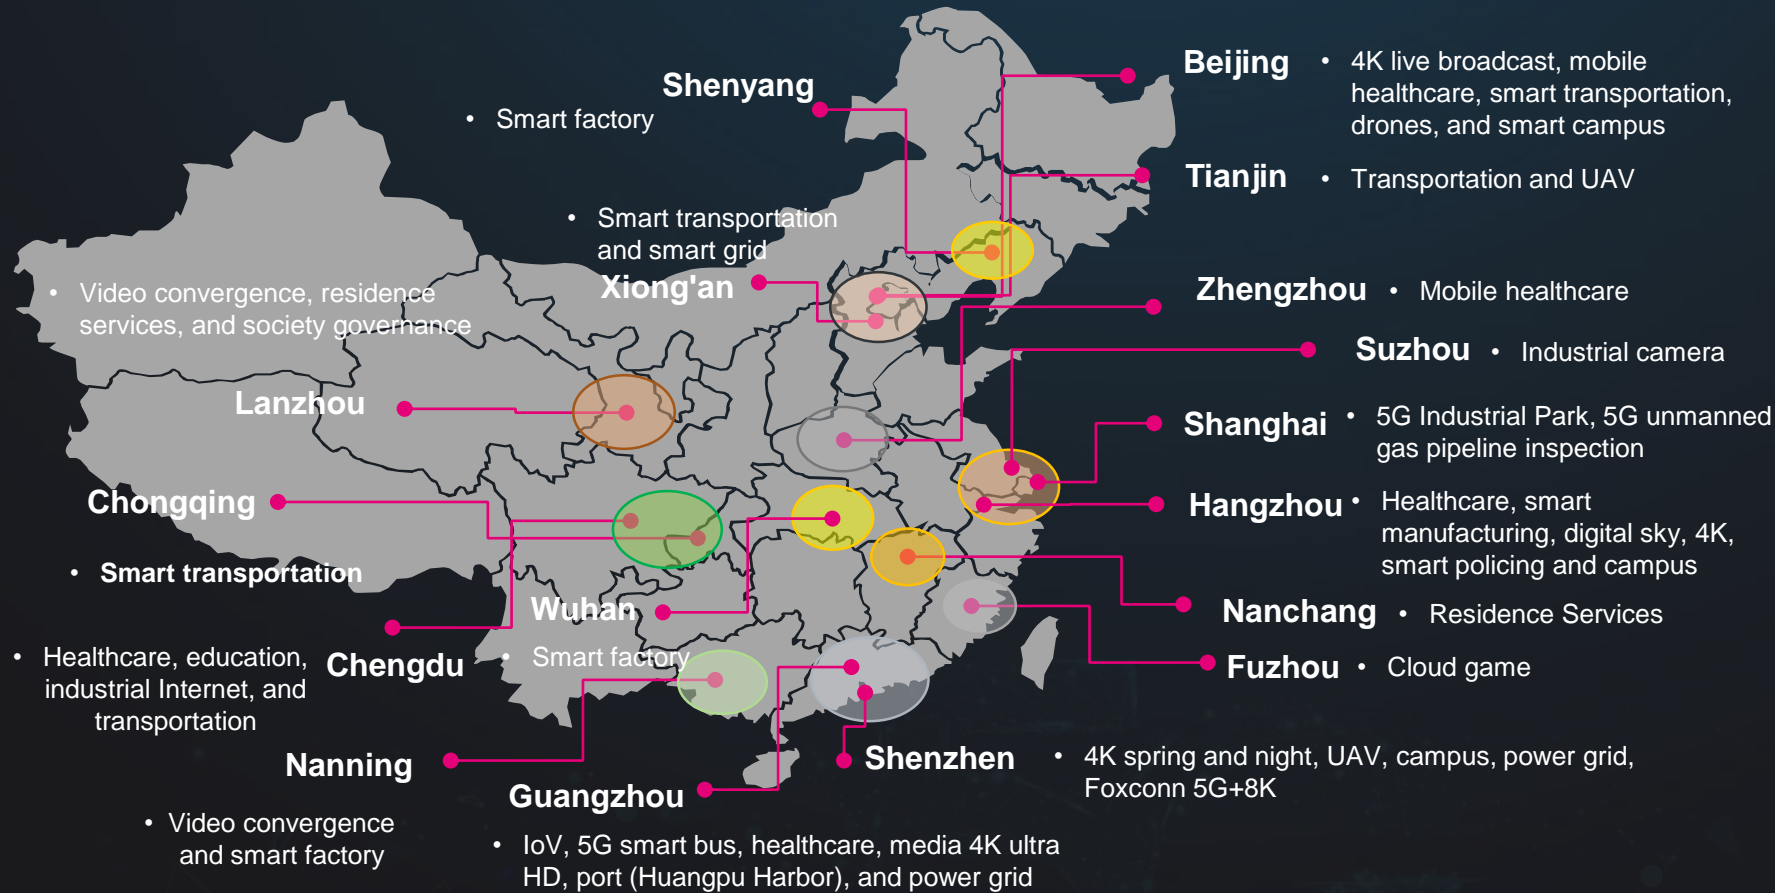 Shenyang
• Smart factory
• Smart transportation
and smart grid
Xiong'an
• Video convergence, residence
services, and society governance
Lanzhou
Chongqing
• Smart transportation
Wuhan
• Smart factory
Chengdu
• Healthcare, education,
industrial Internet, and
transportation
Nanning
• Video convergence
and smart factory
Guangzhou
• IoV, 5G smart bus, healthcare, media 4K ultra
HD, port (Huangpu Harbor), and power grid
Beijing
• 4K live broadcast, mobile
healthcare, smart transportation,
drones, and smart campus
Tianjin
• Transportation and UAV
Zhengzhou
• Mobile healthcare
Suzhou
• Industrial camera
Shanghai
• 5G Industrial Park, 5G unmanned
gas pipeline inspection
Hangzhou
• Healthcare, smart
manufacturing, digital sky, 4K,
smart policing and campus
Nanchang
• Residence Services
Fuzhou
• Cloud game
Shenzhen
• 4K spring and night, UAV, campus, power grid,
Foxconn 5G+8K